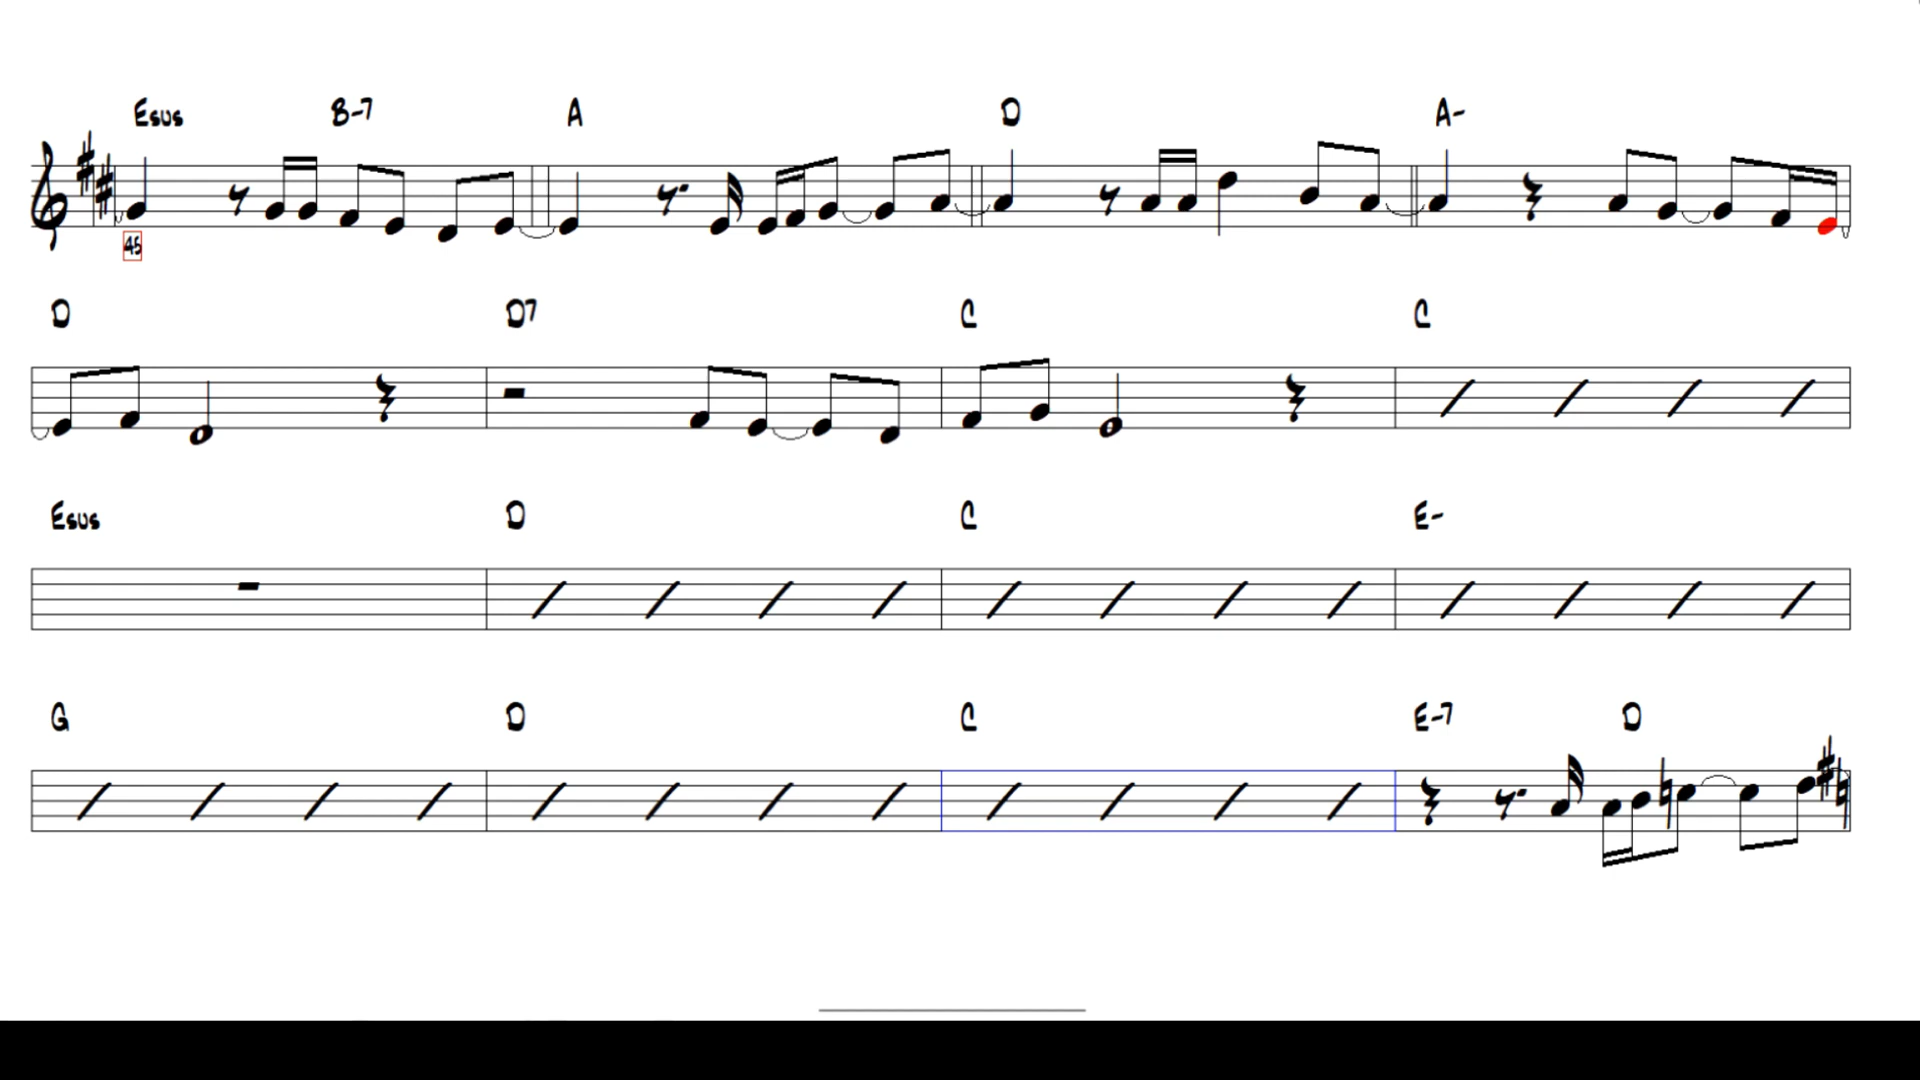 Esus B-7 A D A-
45
D D7 C C
Esus D C E-
G D C E-7 D